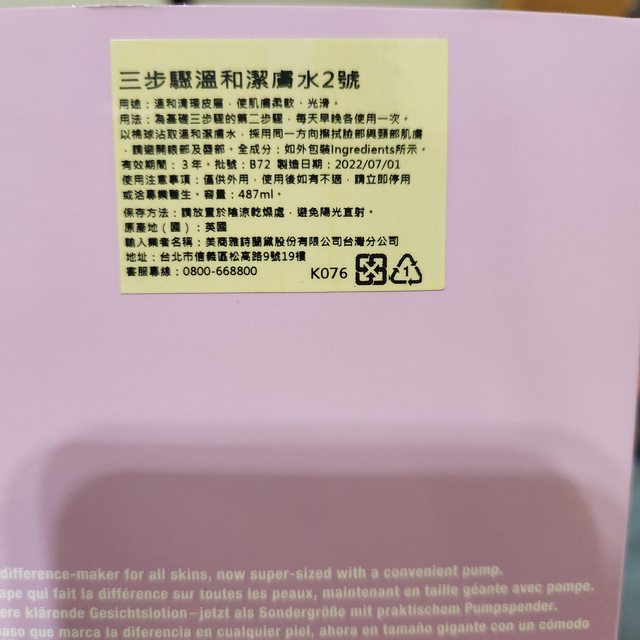 三步驟溫和潔膚水2號
用途：溫和清理皮層，使肌膚柔軟、光滑。
用法：為基礎三步驟的第二步驟，每天早晚各使用一次。
以棉球沾取溫和潔膚水，採用同一方向擦拭臉部與頸部肌膚
，請避開眼部及唇部。全成分：如外包裝Ingredients所示。
有效期間：3年。批號：B72 製造日期：2022/07/01
使用注意事項：僅供外用，使用後如有不適，請立即停用
或洽專業醫生。容量：487ml。
保存方法：請放置於陰涼乾燥處，避免陽光直射。
原產地（國）：英國
輸入業者名稱：美商雅詩蘭黛股份有限公司台灣分公司
地址：台北市信義區松高路9號19樓
客服專線：0800-668800 K076 1
difference-maker for all skins, now super-sized with a convenient pump.
ape qui fait la différence sur toutes les peaux, maintenant en taille géante avec pompe.
ere klärende Gesichtslotion–jetzt als Sondergröße mit praktischem Pumpspender.
paso que marca la diferencia en cualquier piel, ahora en tamaño gigante con un cómodo